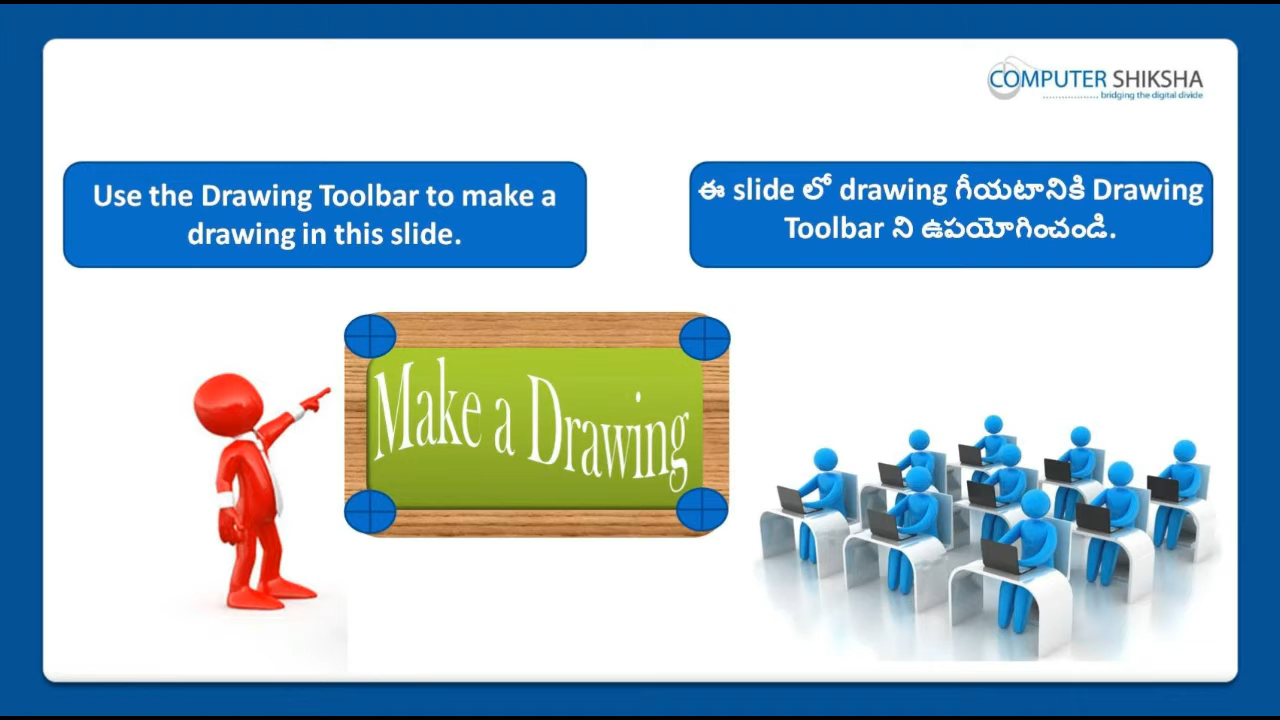 COMPUTER SHIKSHA
.................... bridging the digital divide
Use the Drawing Toolbar to make a
drawing in this slide.
ఈ slide లో drawing గీయటానికి Drawing
Toolbar ని ఉపయోగించండి.
Make a Drawing